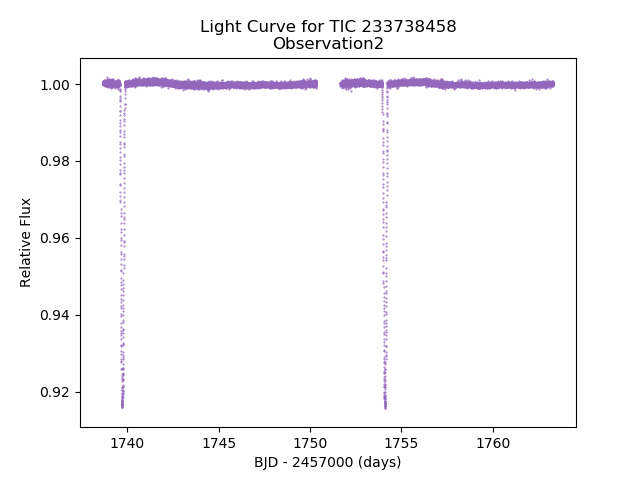 Light Curve for TIC 233738458
Observation2
Relative Flux
1.00
0.98
0.96
0.94
0.92
1740 1745 1750 1755 1760
BJD - 2457000 (days)